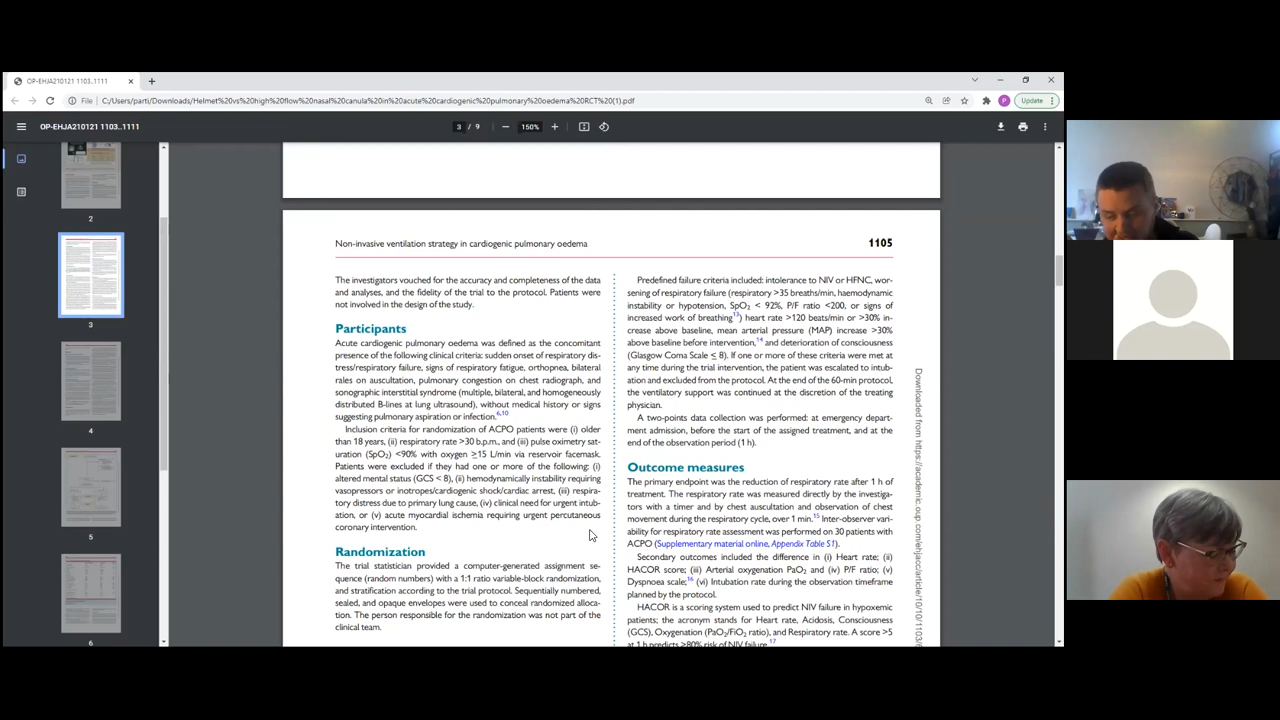 OP-EHJA210121 1103..1111
Update
File
C:/Users/parti/Downloads/Helmet%20vs%20high%20flow%20nasal%20canula%20in%20acute%20cardiogenic%20pulmonary%20oedema%20RCT%20(1).pdf
OP-EHJA210121 1103..1111
3 / 9
150%
2
3
4
5
6
Non-invasive ventilation strategy in cardiogenic pulmonary oedema
1105
The investigators vouched for the accuracy and completeness of the data
and analyses, and the fidelity of the trial to the protocol. Patients were
not involved in the design of the study.
Participants
Acute cardiogenic pulmonary oedema was defined as the concomitant
presence of the following clinical criteria: sudden onset of respiratory dis-
tress/respiratory failure, signs of respiratory fatigue, orthopnea, bilateral
rales on auscultation, pulmonary congestion on chest radiograph, and
sonographic interstitial syndrome (multiple, bilateral, and homogeneously
distributed B-lines at lung ultrasound), without medical history or signs
suggesting pulmonary aspiration or infection.6,10
Inclusion criteria for randomization of ACPO patients were (i) older
than 18 years, (ii) respiratory rate >30 b.p.m., and (iii) pulse oximetry sat-
uration (SpO2) <90% with oxygen ≥15 L/min via reservoir facemask.
Patients were excluded if they had one or more of the following: (i)
altered mental status (GCS < 8), (ii) hemodynamically instability requiring
vasopressors or inotropes/cardiogenic shock/cardiac arrest, (iii) respira-
tory distress due to primary lung cause, (iv) clinical need for urgent intub-
ation, or (v) acute myocardial ischemia requiring urgent percutaneous
coronary intervention.
Randomization
The trial statistician provided a computer-generated assignment se-
quence (random numbers) with a 1:1 ratio variable-block randomization,
and stratification according to the trial protocol. Sequentially numbered,
sealed, and opaque envelopes were used to conceal randomized alloca-
tion. The person responsible for the randomization was not part of the
clinical team.
Predefined failure criteria included: intolerance to NIV or HFNC, wor-
sening of respiratory failure (respiratory >35 breaths/min, haemodynamic
instability or hypotension, SpO2 < 92%, P/F ratio <200, or signs of
increased work of breathing13) heart rate >120 beats/min or >30% in-
crease above baseline, mean arterial pressure (MAP) increase >30%
above baseline before intervention,14 and deterioration of consciousness
(Glasgow Coma Scale ≤ 8). If one or more of these criteria were met at
any time during the trial intervention, the patient was escalated to intub-
ation and excluded from the protocol. At the end of the 60-min protocol,
the ventilatory support was continued at the discretion of the treating
physician.
A two-points data collection was performed: at emergency depart-
ment admission, before the start of the assigned treatment, and at the
end of the observation period (1 h).
Outcome measures
The primary endpoint was the reduction of respiratory rate after 1 h of
treatment. The respiratory rate was measured directly by the investiga-
tors with a timer and by chest auscultation and observation of chest
movement during the respiratory cycle, over 1 min.15 Inter-observer vari-
ability for respiratory rate assessment was performed on 30 patients with
ACPO (Supplementary material online, Appendix Table S1).
Secondary outcomes included the difference in (i) Heart rate; (ii)
HACOR score; (iii) Arterial oxygenation PaO2 and (iv) P/F ratio; (v)
Dyspnoea scale;16 (vi) Intubation rate during the observation timeframe
planned by the protocol.
HACOR is a scoring system used to predict NIV failure in hypoxemic
patients; the acronym stands for Heart rate, Acidosis, Consciousness
(GCS), Oxygenation (PaO2/FiO2 ratio), and Respiratory rate. A score >5
at 1 h predicts >80% risk of NIV failure.17
Downloaded from https://academic.oup.com/ehjacc/article/10/10/1103/6